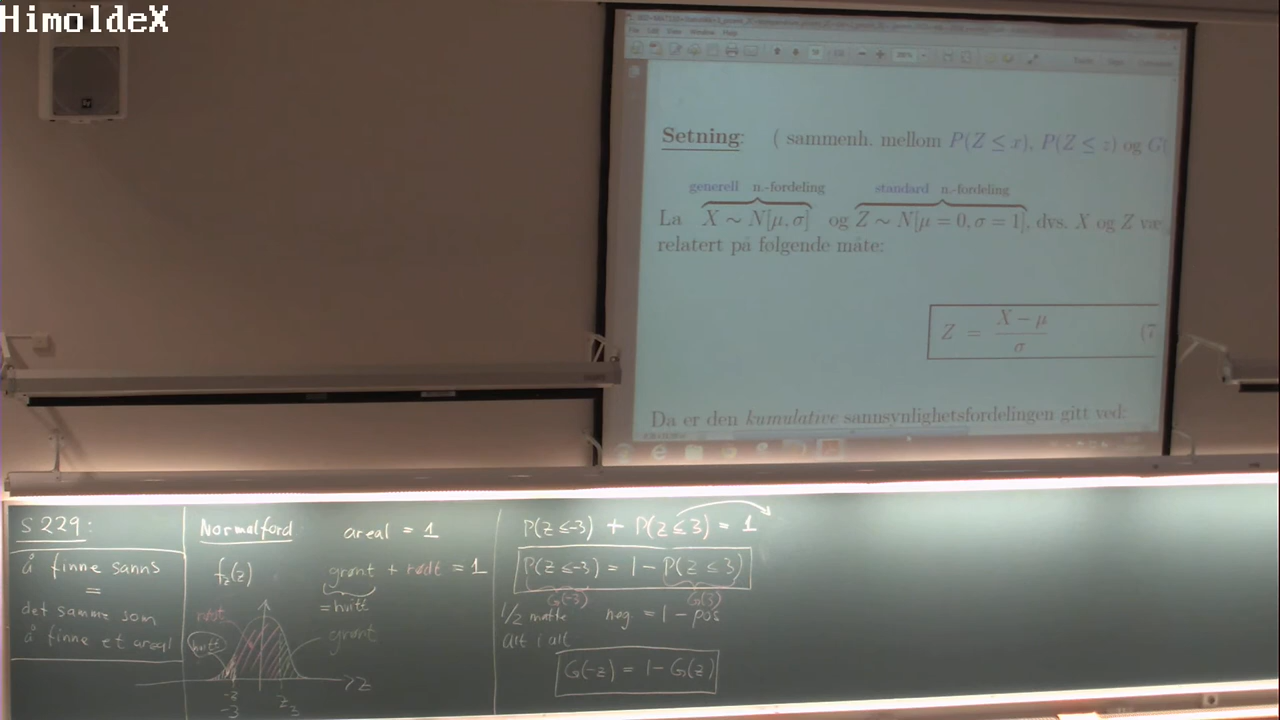 HimoldeX
Setning: ( sammenh. mellom P(Z ≤ x), P(Z ≤ z) og G(
generell n.-fordeling standard n.-fordeling
La X ~ N[μ, σ] og Z ~ N[μ = 0, σ = 1], dvs. X og Z væ
relatert på følgende måte:
Z = (X − μ)/σ (7
Da er den kumulative sannsynlighetsfordelingen gitt ved:
S 229:
å finne sanns
=
det samme som
å finne et areal
Normalford
areal = 1
f_z(z)
grønt + rødt = 1
= hvitt
rødt
hvitt
grønt
-z z
-3 3
z
P(Z ≤ -3) + P(Z ≤ 3) = 1
P(Z ≤ -3) = 1 - P(Z ≤ 3)
G(-3) G(3)
1/2 matte neg = 1 - pos
Alt i alt
G(-z) = 1 - G(z)